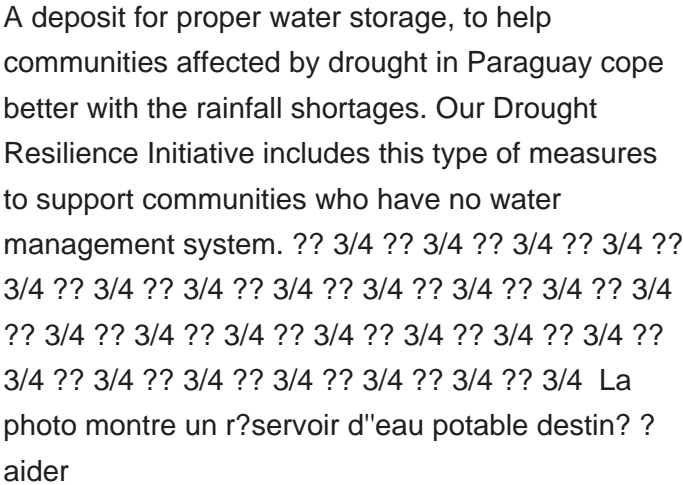 A deposit for proper water storage, to help
communities affected by drought in Paraguay cope
better with the rainfall shortages. Our Drought
Resilience Initiative includes this type of measures
to support communities who have no water
management system. ?? 3/4 ?? 3/4 ?? 3/4 ?? 3/4 ??
3/4 ?? 3/4 ?? 3/4 ?? 3/4 ?? 3/4 ?? 3/4 ?? 3/4 ?? 3/4
?? 3/4 ?? 3/4 ?? 3/4 ?? 3/4 ?? 3/4 ?? 3/4 ?? 3/4 ??
3/4 ?? 3/4 ?? 3/4 ?? 3/4 ?? 3/4 ?? 3/4 ?? 3/4  La
photo montre un r?servoir d''eau potable destin? ?
aider